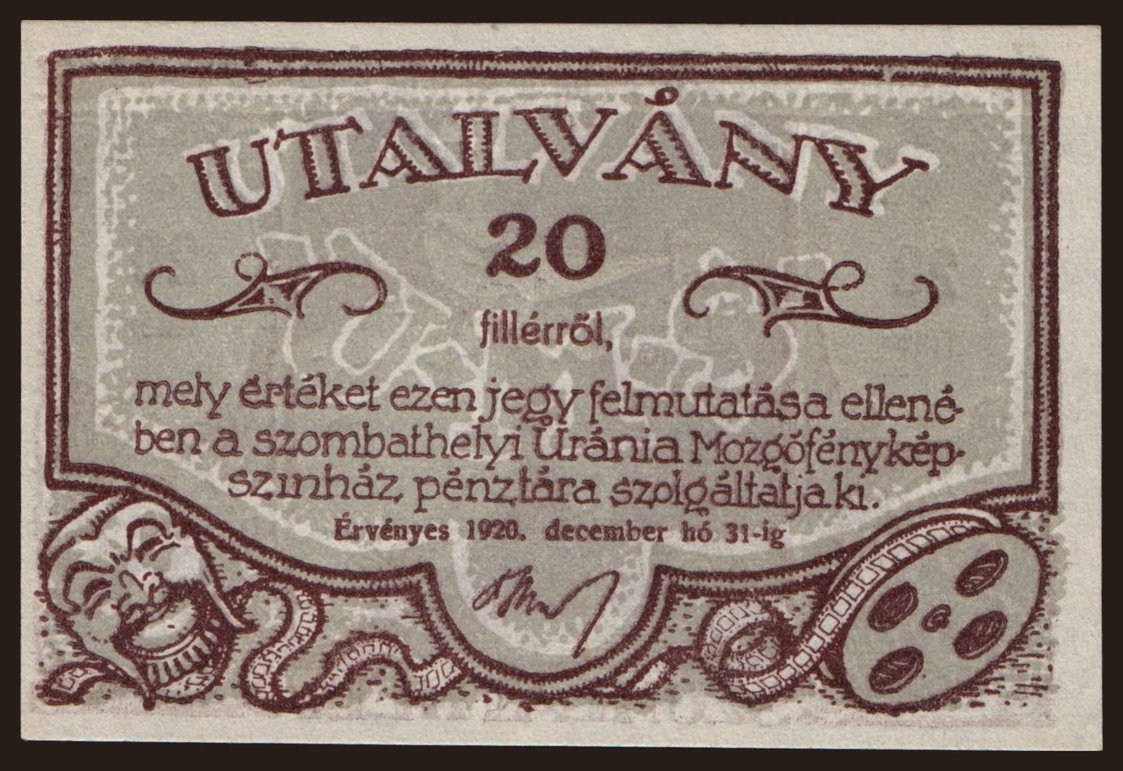 UTALVÁNY
20
fillérről,
mely értéket ezen jegy felmutatása ellené-
ben a szombathelyi Uránia Mozgófénykép-
szinház pénztára szolgáltatja ki.
Érvényes 1920. december hó 31-ig